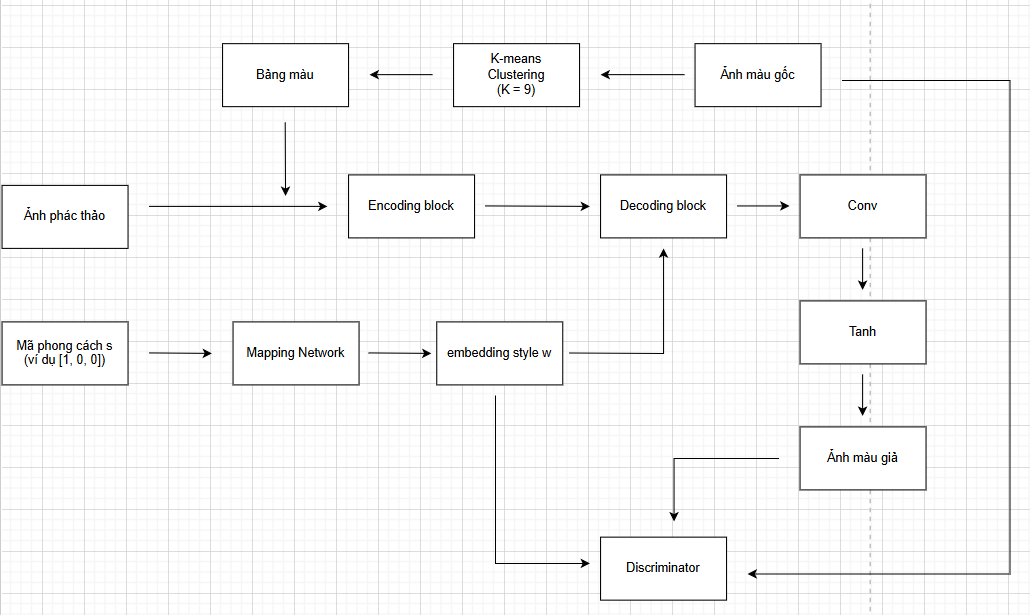 Bảng màu
K-means
Clustering
(K = 9)
Ảnh màu gốc
Ảnh phác thảo
Encoding block
Decoding block
Conv
Mã phong cách s
(ví dụ [1, 0, 0])
Mapping Network
embedding style w
Tanh
Ảnh màu giả
Discriminator